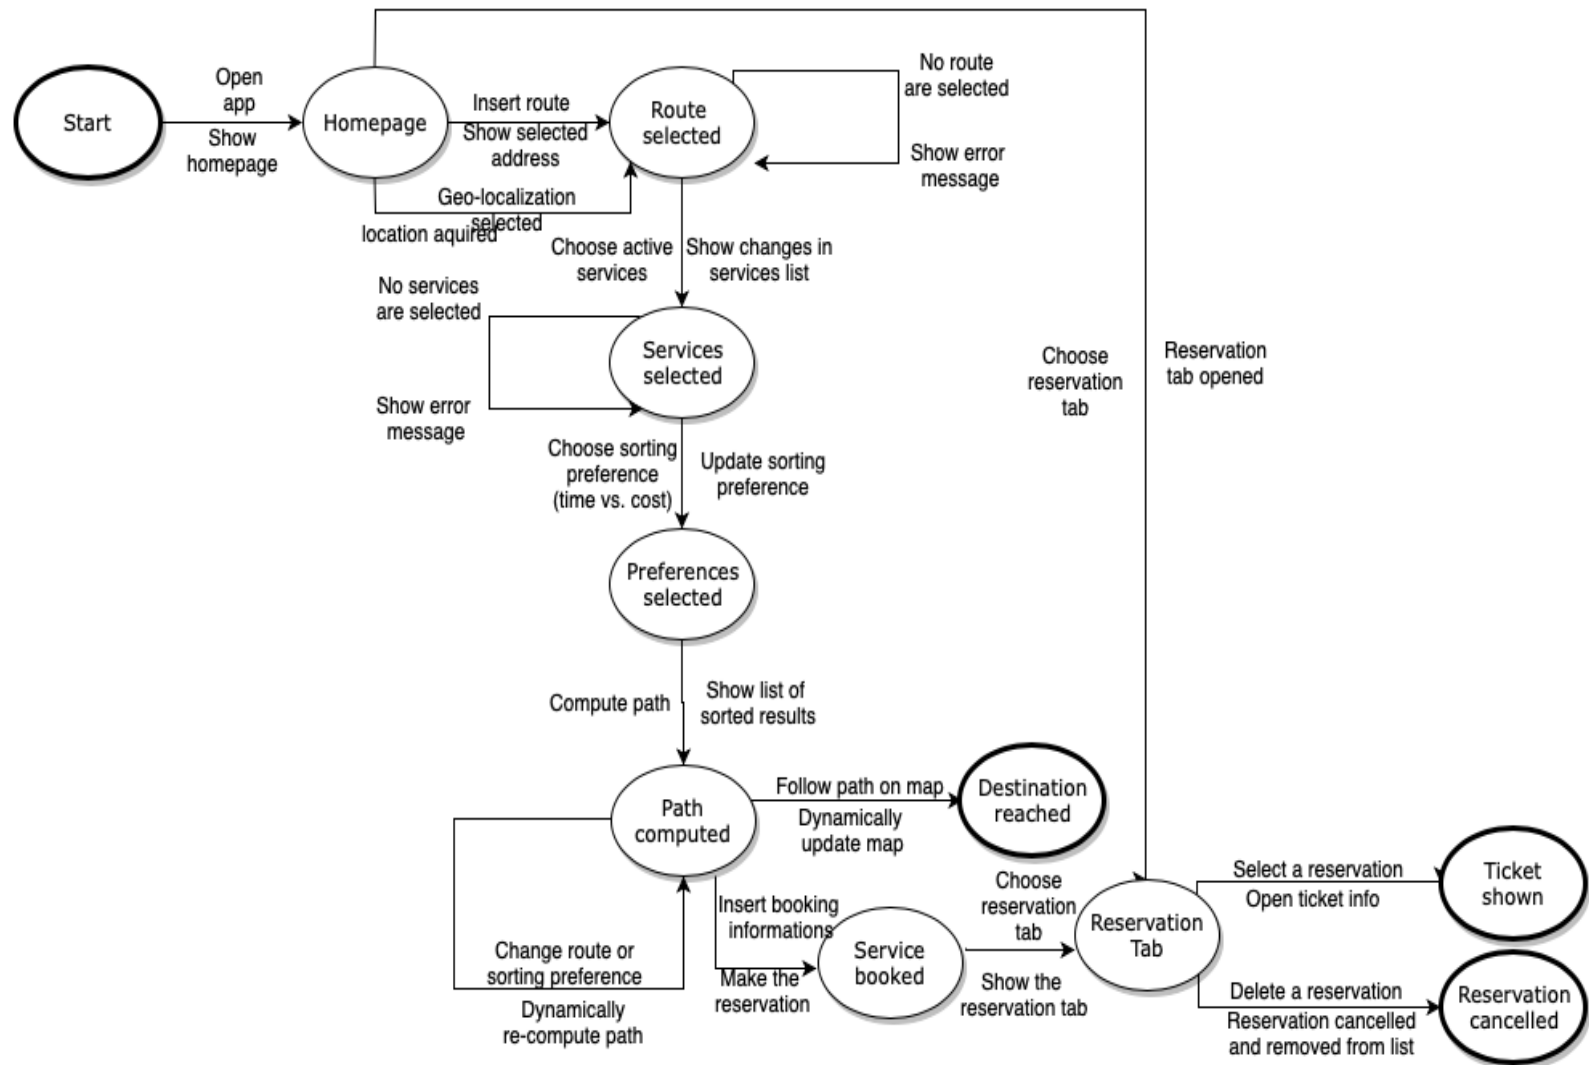 Start
Open
app
Show
homepage
Homepage
Insert route
Show selected
address
Geo-localization
selected
location aquired
Route
selected
No route
are selected
Show error
message
Choose active
services
Show changes in
services list
No services
are selected
Show error
message
Services
selected
Choose
reservation
tab
Reservation
tab opened
Choose sorting
preference
(time vs. cost)
Update sorting
preference
Preferences
selected
Compute path
Show list of
sorted results
Path
computed
Follow path on map
Dynamically
update map
Destination
reached
Change route or
sorting preference
Dynamically
re-compute path
Insert booking
informations
Make the
reservation
Service
booked
Choose
reservation
tab
Show the
reservation tab
Reservation
Tab
Select a reservation
Open ticket info
Ticket
shown
Delete a reservation
Reservation cancelled
and removed from list
Reservation
cancelled